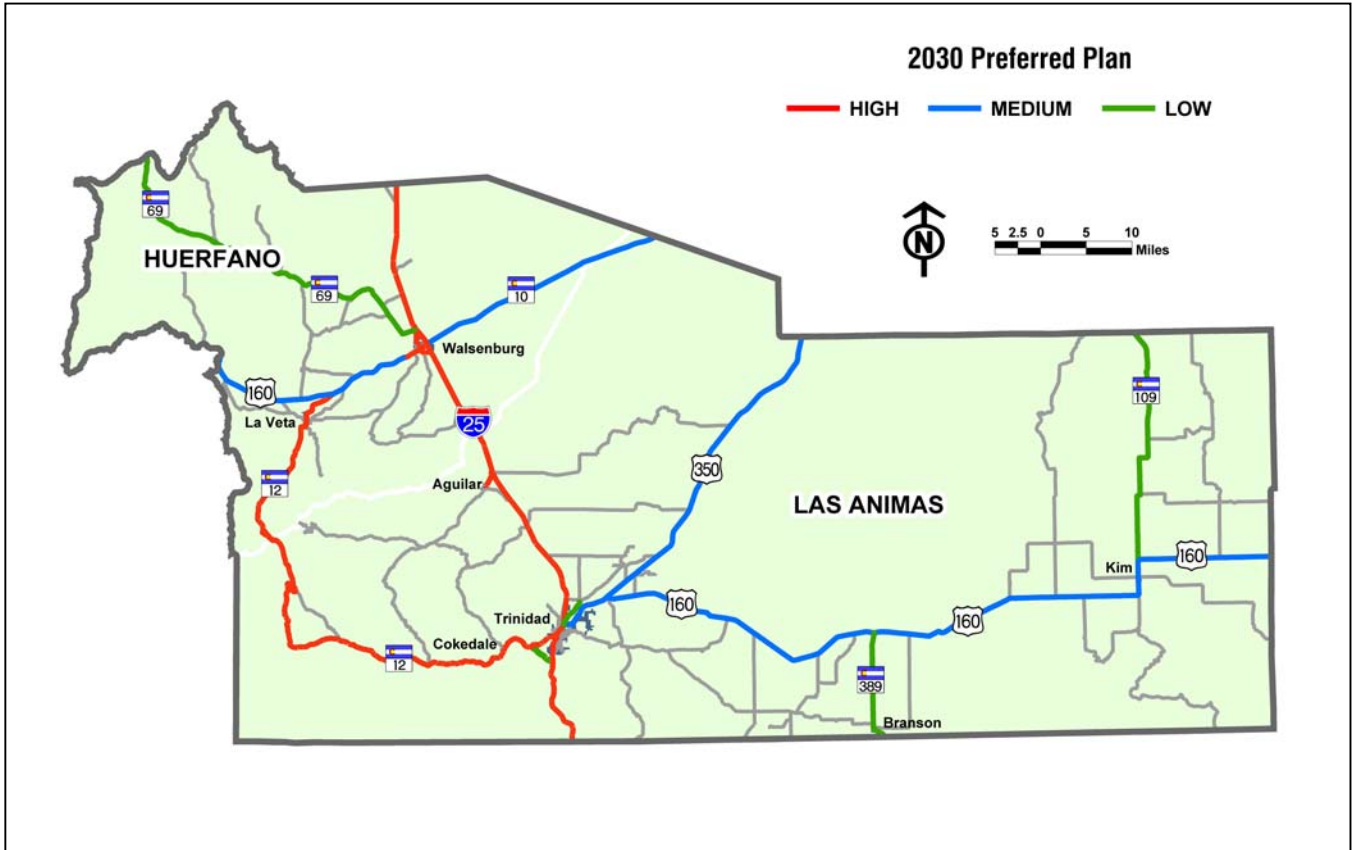 2030 Preferred Plan
HIGH MEDIUM LOW
69
HUERFANO
N
5 2.5 0 5 10
Miles
69
10
Walsenburg
160
109
La Veta
25
350
12
Aguilar
LAS ANIMAS
Kim
160
Trinidad
160
160
Cokedale
12
389
Branson